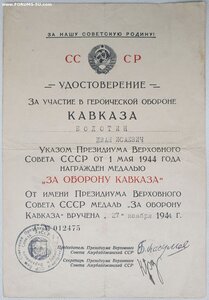 www.FORUMS-SU.com
ЗА НАШУ СОВЕТСКУЮ РОДИНУ!
СС СР
УДОСТОВЕРЕНИЕ
ЗА УЧАСТИЕ В ГЕРОИЧЕСКОЙ ОБОРОНЕ
КАВКАЗА
БОЛОТИН
ИСАЕВИЧ
УКАЗОМ ПРЕЗИДИУМА ВЕРХОВНОГО
СОВЕТА СССР ОТ 1 МАЯ 1944 ГОДА
НАГРАЖДЕН МЕДАЛЬЮ
"ЗА ОБОРОНУ КАВКАЗА"
ОТ ИМЕНИ ПРЕЗИДИУМА ВЕРХОВНОГО
СОВЕТА СССР МЕДАЛЬ „ЗА ОБОРОНУ
КАВКАЗА" ВРУЧЕНА „27" ноября 1944 г.
№ 012475
Председатель Президиума Верховного
Совета Азербайджанской ССР
Секретарь Президиума Верховного
Совета Азербайджанской ССР